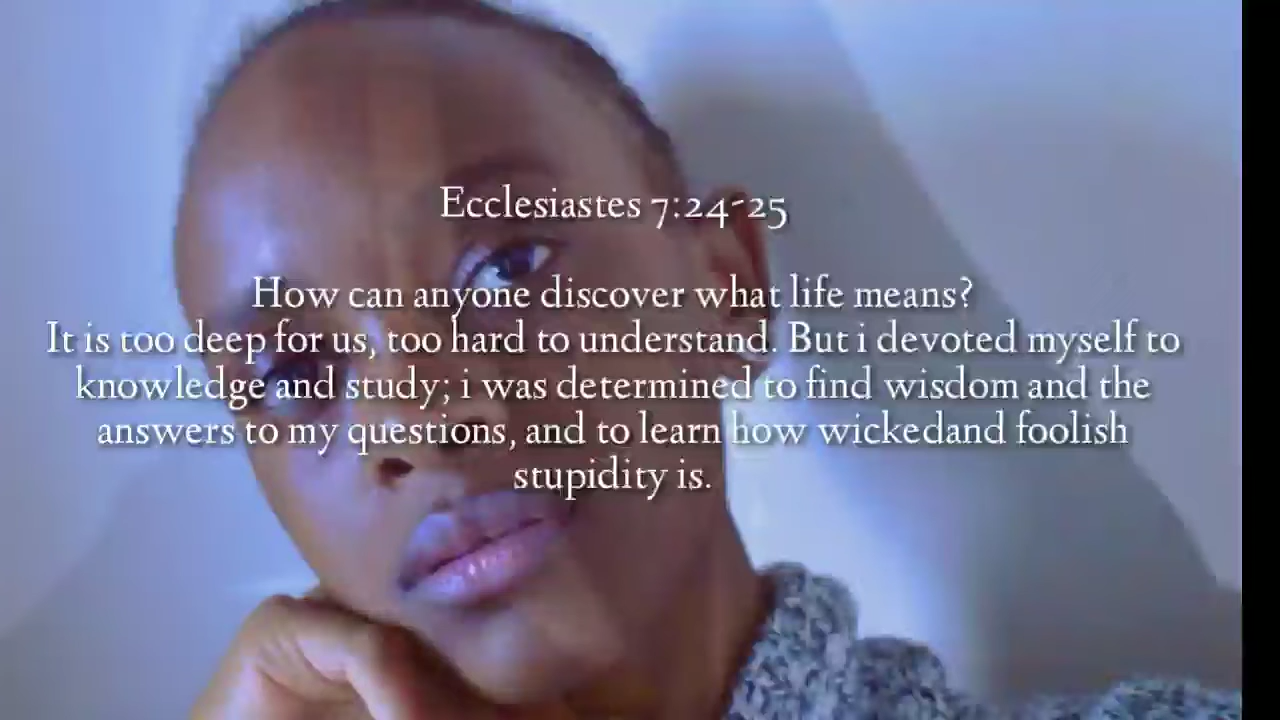 Ecclesiastes 7:24-25
How can anyone discover what life means?
It is too deep for us, too hard to understand. But i devoted myself to
knowledge and study; i was determined to find wisdom and the
answers to my questions, and to learn how wickedand foolish
stupidity is.